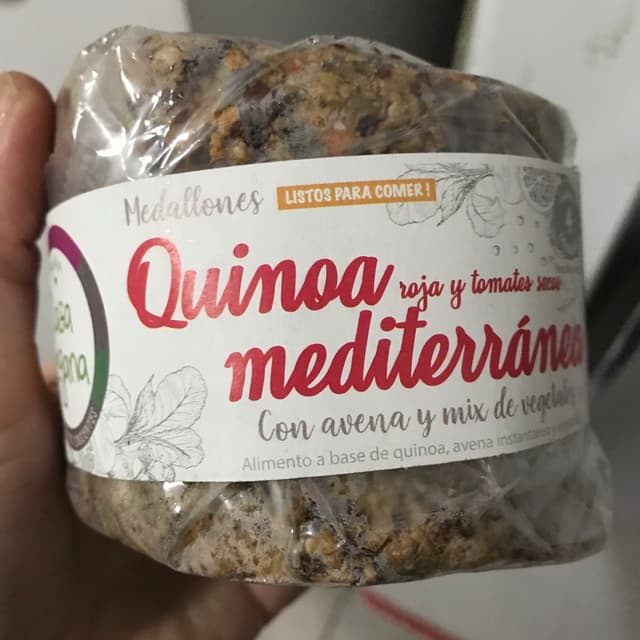 Medallones
LISTOS PARA COMER!
Quinoa
roja y tomates secos
mediterránea
Con avena y mix de vegetales
Alimento a base de quinoa, avena instantánea